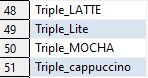 48 Triple_LATTE
49 Triple_Lite
50 Triple_MOCHA
51 Triple_cappuccino